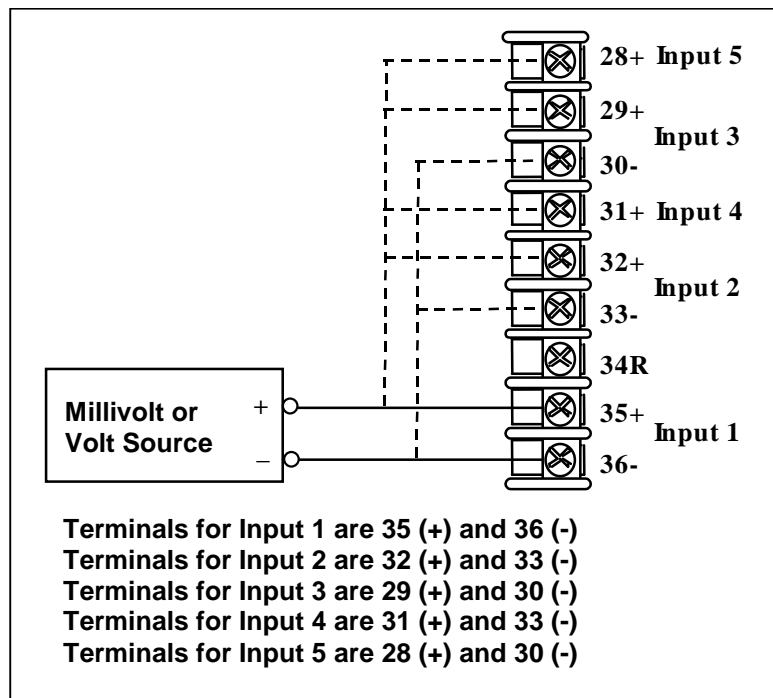 28+ Input 5
29+
Input 3
30-
31+ Input 4
32+
Input 2
33-
34R
35+
Input 1
36-
Millivolt or
Volt Source
+
–
Terminals for Input 1 are 35 (+) and 36 (-)
Terminals for Input 2 are 32 (+) and 33 (-)
Terminals for Input 3 are 29 (+) and 30 (-)
Terminals for Input 4 are 31 (+) and 33 (-)
Terminals for Input 5 are 28 (+) and 30 (-)